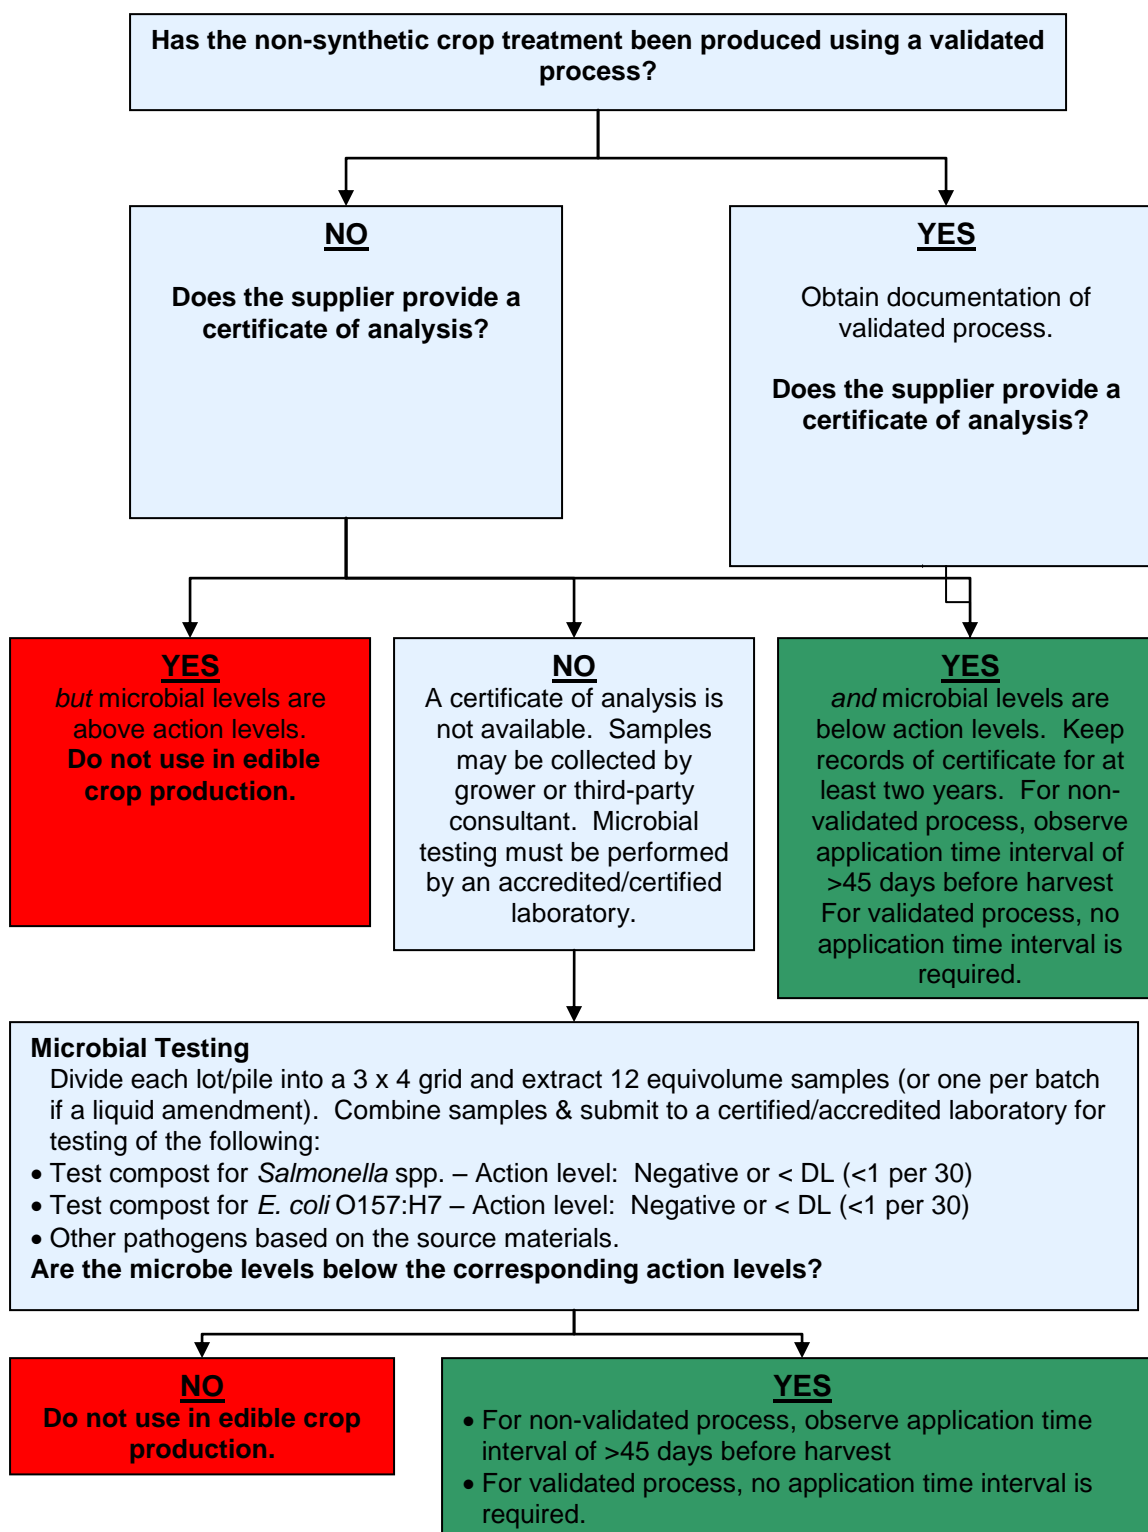 Has the non-synthetic crop treatment been produced using a validated
process?
NO
Does the supplier provide a
certificate of analysis?
YES
Obtain documentation of
validated process.
Does the supplier provide a
certificate of analysis?
YES
but microbial levels are
above action levels.
Do not use in edible
crop production.
NO
A certificate of analysis is
not available.  Samples
may be collected by
grower or third-party
consultant.  Microbial
testing must be performed
by an accredited/certified
laboratory.
YES
and microbial levels are
below action levels.  Keep
records of certificate for at
least two years.  For non-
validated process, observe
application time interval of
>45 days before harvest
For validated process, no
application time interval is
required.
Microbial Testing
Divide each lot/pile into a 3 x 4 grid and extract 12 equivolume samples (or one per batch
if a liquid amendment).  Combine samples & submit to a certified/accredited laboratory for
testing of the following:
• Test compost for Salmonella spp. – Action level:  Negative or < DL (<1 per 30)
• Test compost for E. coli O157:H7 – Action level:  Negative or < DL (<1 per 30)
• Other pathogens based on the source materials.
Are the microbe levels below the corresponding action levels?
NO
Do not use in edible crop
production.
YES
• For non-validated process, observe application time
interval of >45 days before harvest
• For validated process, no application time interval is
required.